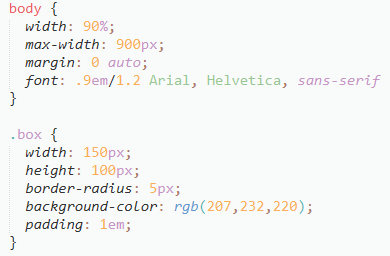 body {
  width: 90%;
  max-width: 900px;
  margin: 0 auto;
  font: .9em/1.2 Arial, Helvetica, sans-serif
}

.box {
  width: 150px;
  height: 100px;
  border-radius: 5px;
  background-color: rgb(207,232,220);
  padding: 1em;
}